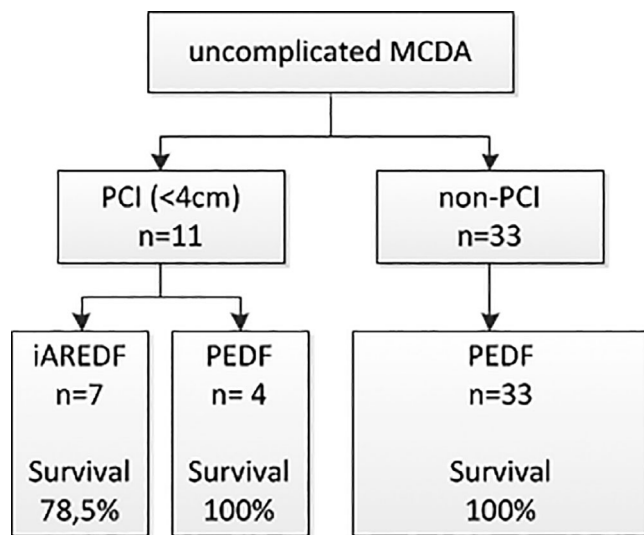 uncomplicated MCDA
PCI (<4cm)
n=11
non-PCI
n=33
iAREDF
n=7
Survival
78,5%
PEDF
n= 4
Survival
100%
PEDF
n=33
Survival
100%